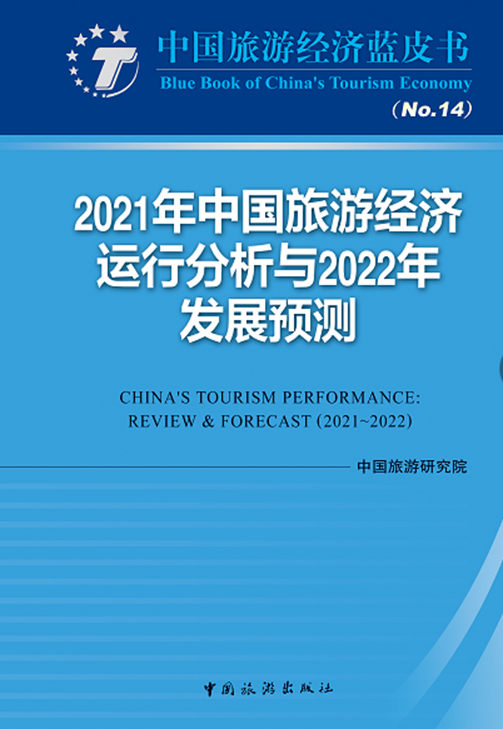 中国旅游经济蓝皮书
Blue Book of China's Tourism Economy
（No.14）
2021年中国旅游经济
运行分析与2022年
发展预测
CHINA'S TOURISM PERFORMANCE:
REVIEW & FORECAST (2021~2022)
中国旅游研究院
中国旅游出版社